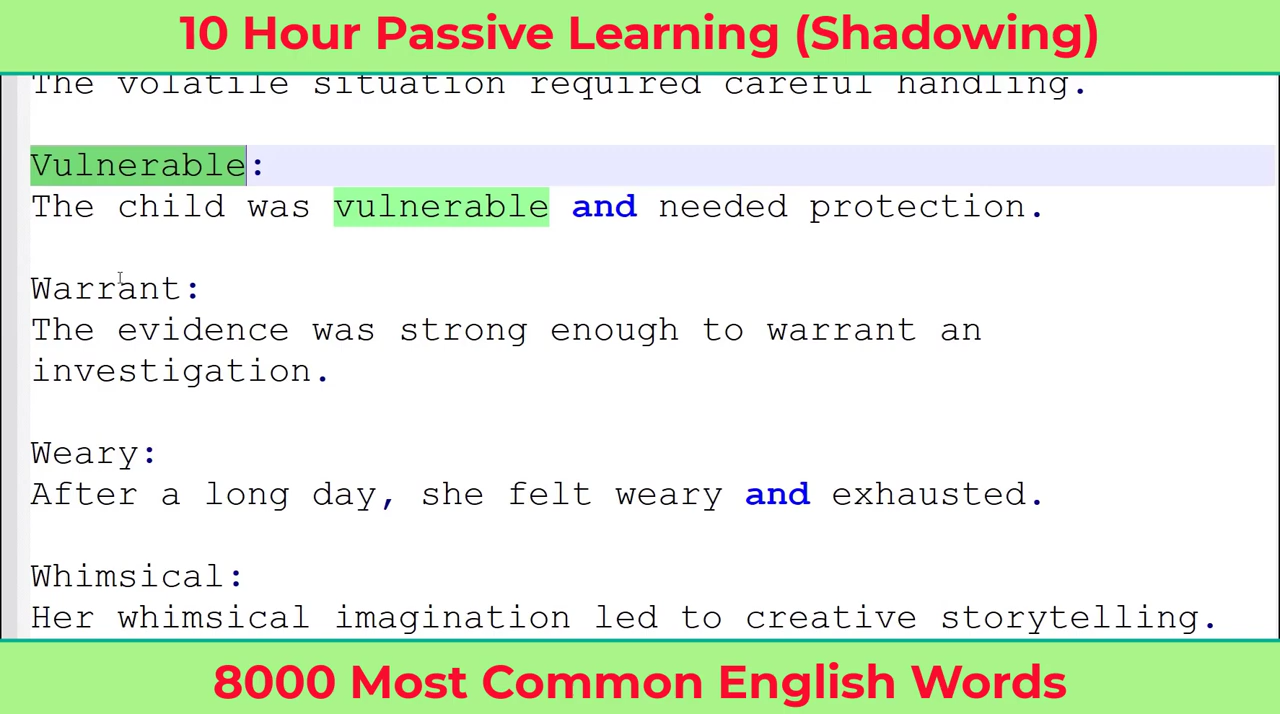 10 Hour Passive Learning (Shadowing)
The volatile situation required careful handling.
Vulnerable:
The child was vulnerable and needed protection.
Warrant:
The evidence was strong enough to warrant an
investigation.
Weary:
After a long day, she felt weary and exhausted.
Whimsical:
Her whimsical imagination led to creative storytelling.
8000 Most Common English Words